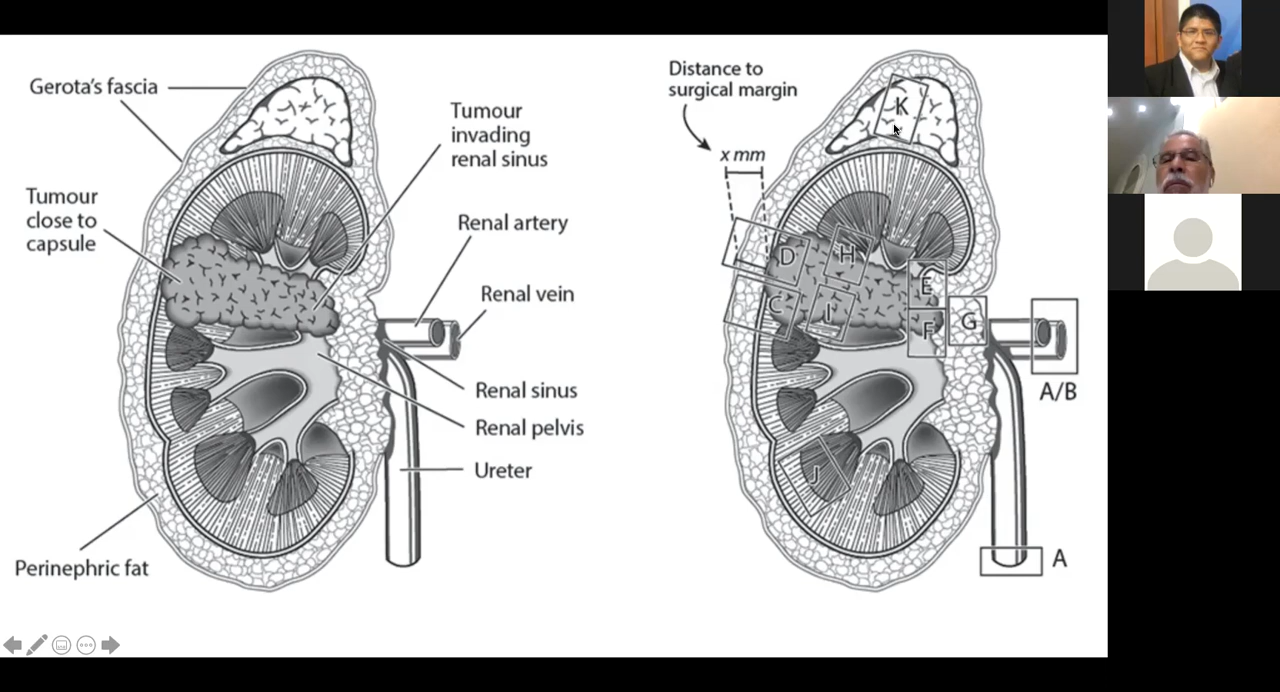 Gerota's fascia
Tumour
close to
capsule
Tumour
invading
renal sinus
Renal artery
Renal vein
Renal sinus
Renal pelvis
Ureter
Perinephric fat
Distance to
surgical margin
x mm
K
D
H
E
C
I
F
G
A/B
J
A